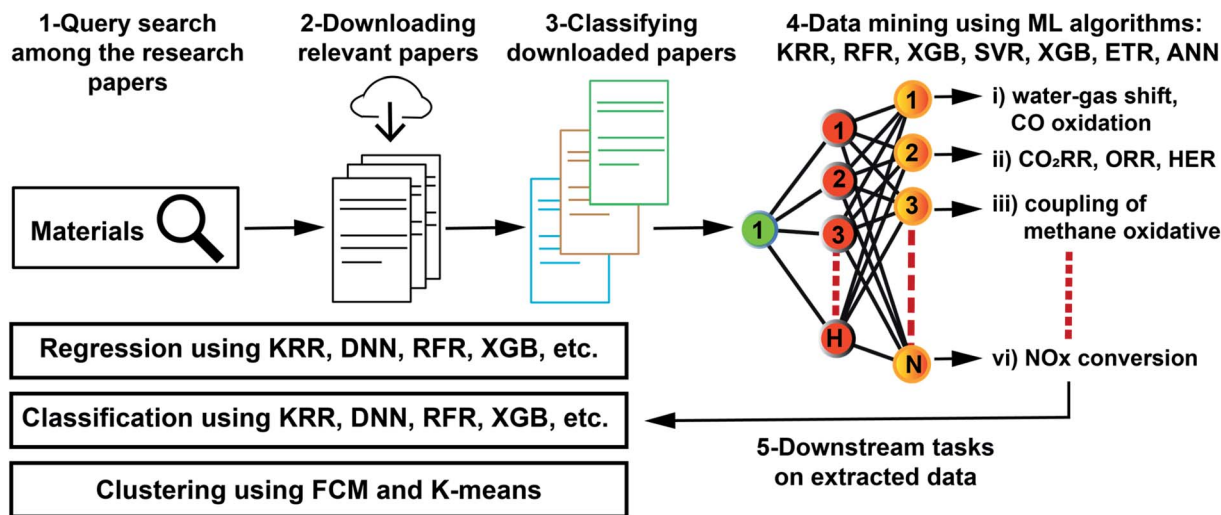 1-Query search
among the research
papers
2-Downloading
relevant papers
3-Classifying
downloaded papers
4-Data mining using ML algorithms:
KRR, RFR, XGB, SVR, XGB, ETR, ANN
Materials
1
1
2
3
H
1
2
3
N
i) water-gas shift,
CO oxidation
ii) CO₂RR, ORR, HER
iii) coupling of
methane oxidative
vi) NOx conversion
Regression using KRR, DNN, RFR, XGB, etc.
Classification using KRR, DNN, RFR, XGB, etc.
Clustering using FCM and K-means
5-Downstream tasks
on extracted data